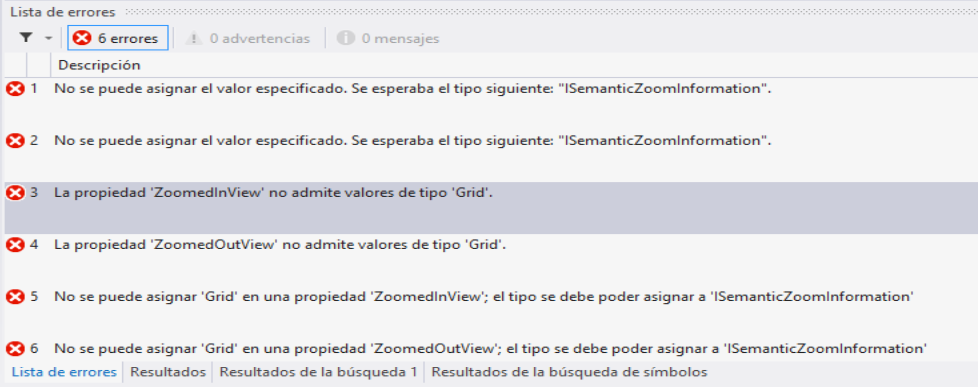 Lista de errores
6 errores 0 advertencias 0 mensajes
Descripción
1 No se puede asignar el valor especificado. Se esperaba el tipo siguiente: "ISemanticZoomInformation".
2 No se puede asignar el valor especificado. Se esperaba el tipo siguiente: "ISemanticZoomInformation".
3 La propiedad 'ZoomedInView' no admite valores de tipo 'Grid'.
4 La propiedad 'ZoomedOutView' no admite valores de tipo 'Grid'.
5 No se puede asignar 'Grid' en una propiedad 'ZoomedInView'; el tipo se debe poder asignar a 'ISemanticZoomInformation'
6 No se puede asignar 'Grid' en una propiedad 'ZoomedOutView'; el tipo se debe poder asignar a 'ISemanticZoomInformation'
Lista de errores Resultados Resultados de la búsqueda 1 Resultados de la búsqueda de símbolos